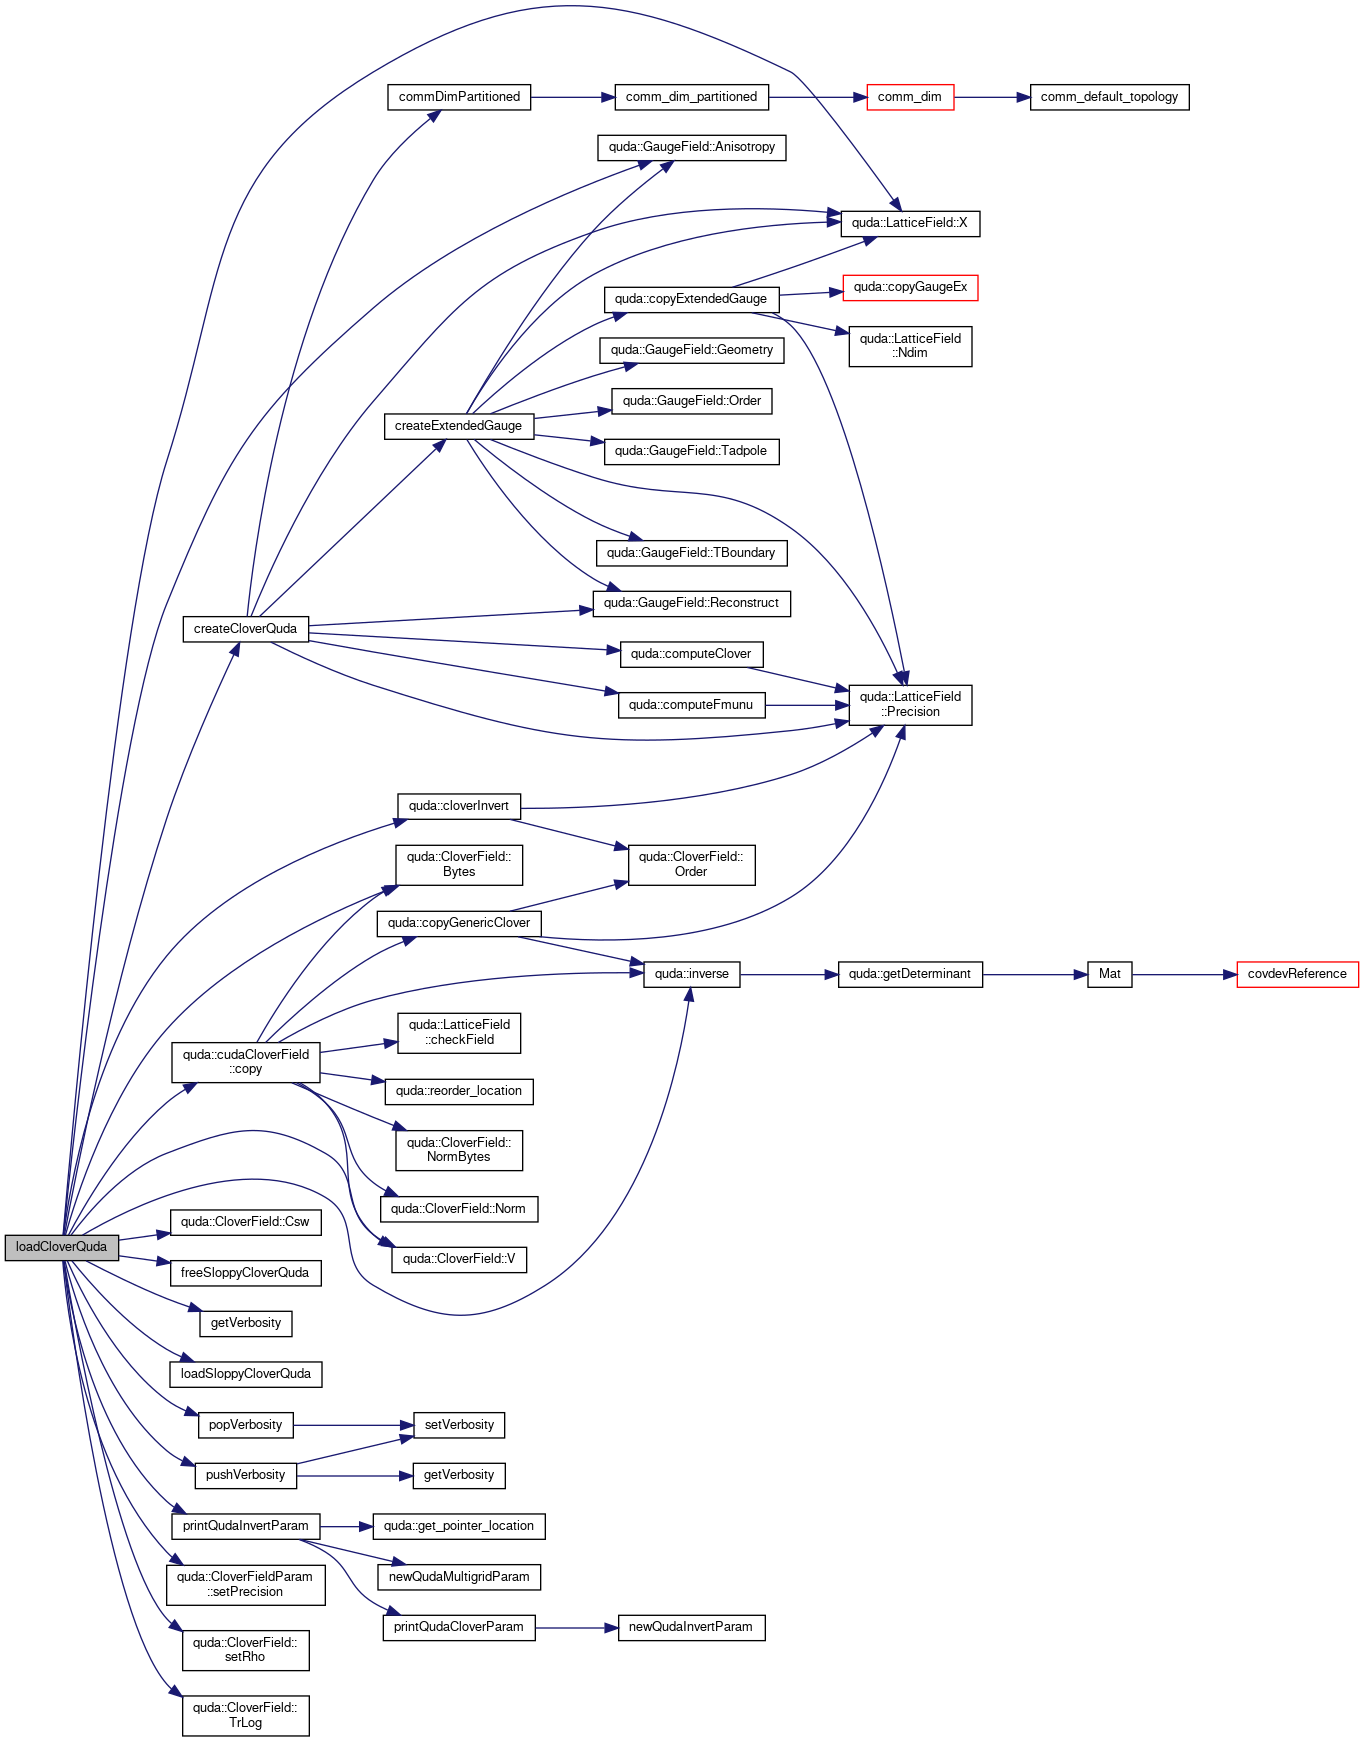 commDimPartitioned
comm_dim_partitioned
comm_dim
comm_default_topology
quda::GaugeField::Anisotropy
quda::LatticeField::X
quda::copyExtendedGauge
quda::copyGaugeEx
quda::LatticeField
::Ndim
quda::GaugeField::Geometry
quda::GaugeField::Order
createExtendedGauge
quda::GaugeField::Tadpole
quda::GaugeField::TBoundary
quda::GaugeField::Reconstruct
createCloverQuda
quda::computeClover
quda::computeFmunu
quda::LatticeField
::Precision
quda::cloverInvert
quda::CloverField::
Bytes
quda::CloverField::
Order
quda::copyGenericClover
quda::inverse
quda::getDeterminant
Mat
covdevReference
quda::cudaCloverField
::copy
quda::LatticeField
::checkField
quda::reorder_location
quda::CloverField::
NormBytes
quda::CloverField::Norm
quda::CloverField::Csw
loadCloverQuda
quda::CloverField::V
freeSloppyCloverQuda
getVerbosity
loadSloppyCloverQuda
popVerbosity
setVerbosity
pushVerbosity
getVerbosity
printQudaInvertParam
quda::get_pointer_location
quda::CloverFieldParam
::setPrecision
newQudaMultigridParam
printQudaCloverParam
newQudaInvertParam
quda::CloverField::
setRho
quda::CloverField::
TrLog